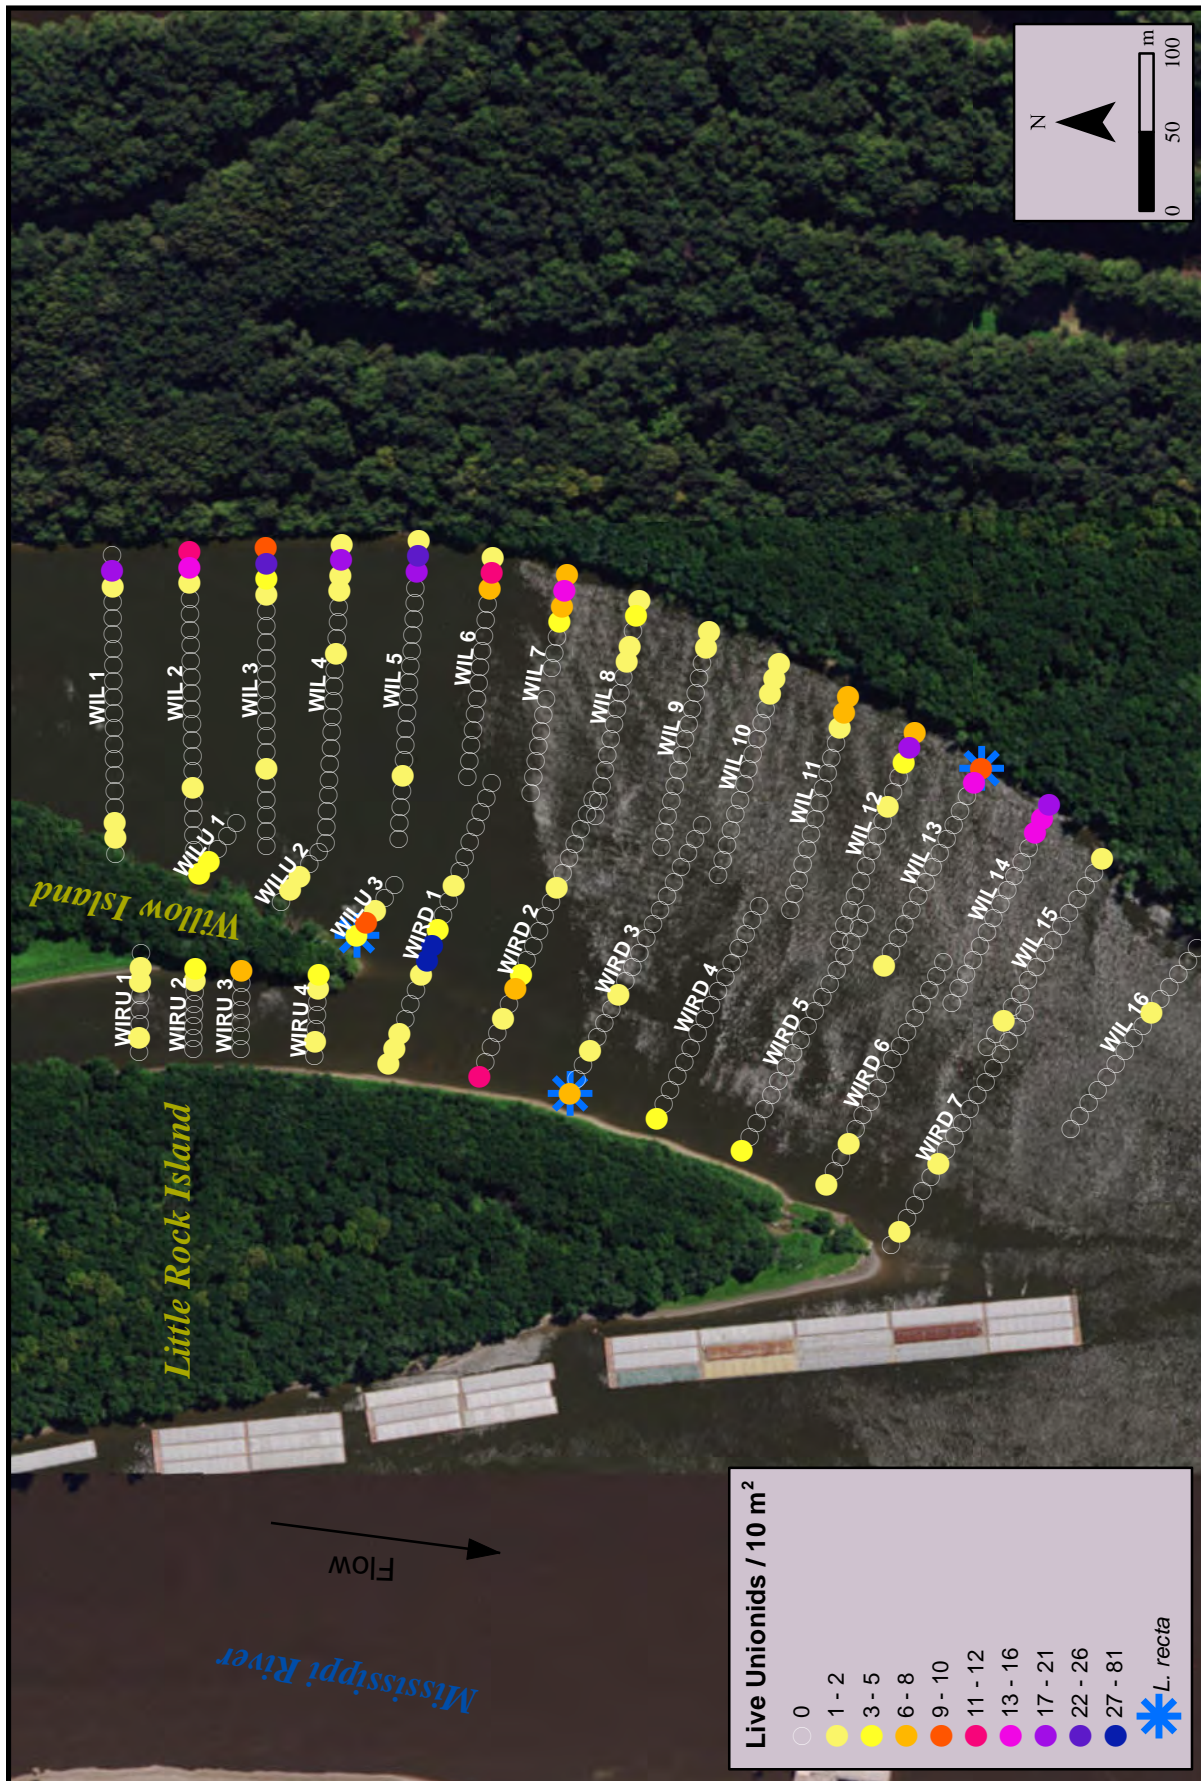 N
0 50 100 m
WIL 1
WIL 2
WIL 3
WIL 4
WIL 5
WIL 6
WIL 7
WIL 8
WIL 9
WIL 10
WIL 11
WIL 12
WIL 13
WIL 14
WIL 15
WIL 16
WILU 1
WILU 2
WILU 3
Willow Island
WIRU 1
WIRU 2
WIRU 3
WIRU 4
WIRD 1
WIRD 2
WIRD 3
WIRD 4
WIRD 5
WIRD 6
WIRD 7
Little Rock Island
Flow
Mississippi River
Live Unionids / 10 m²
0
1 - 2
3 - 5
6 - 8
9 - 10
11 - 12
13 - 16
17 - 21
22 - 26
27 - 81
L. recta